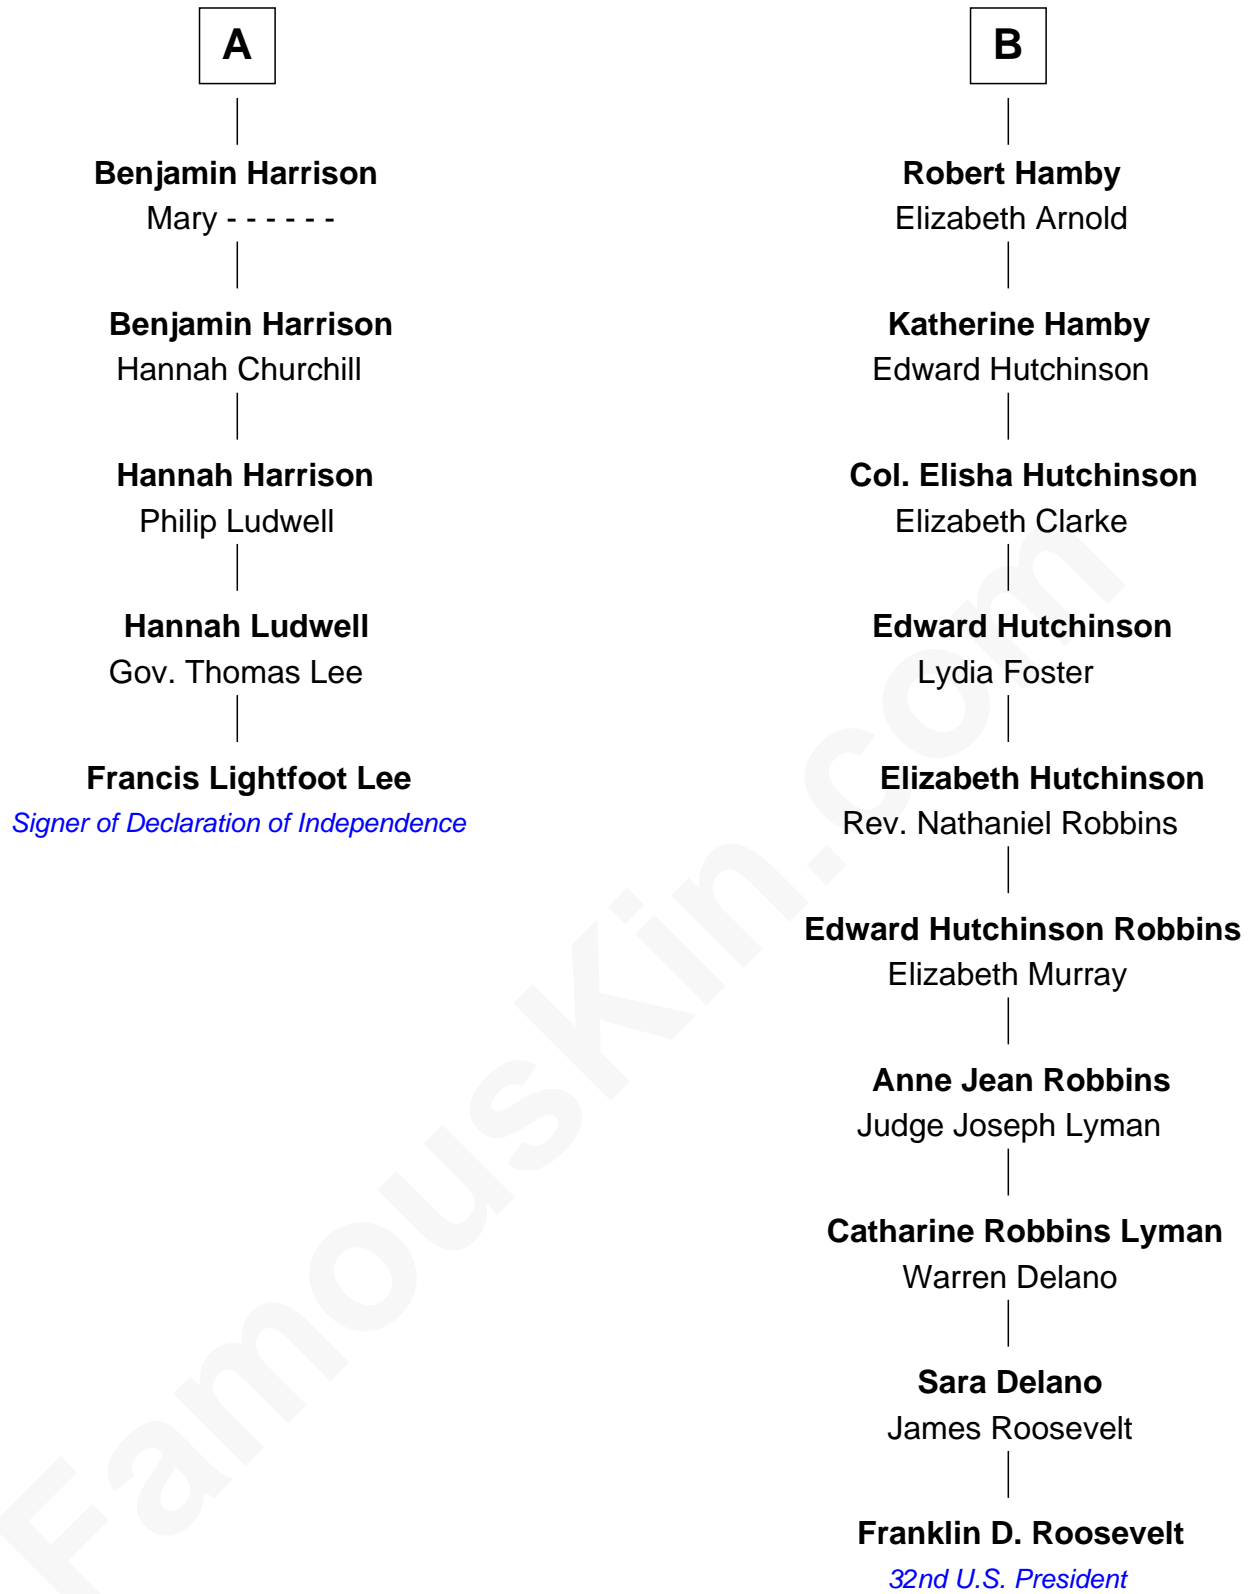 A
Benjamin Harrison
Mary - - - - - -
Benjamin Harrison
Hannah Churchill
Hannah Harrison
Philip Ludwell
Hannah Ludwell
Gov. Thomas Lee
Francis Lightfoot Lee
Signer of Declaration of Independence
B
Robert Hamby
Elizabeth Arnold
Katherine Hamby
Edward Hutchinson
Col. Elisha Hutchinson
Elizabeth Clarke
Edward Hutchinson
Lydia Foster
Elizabeth Hutchinson
Rev. Nathaniel Robbins
Edward Hutchinson Robbins
Elizabeth Murray
Anne Jean Robbins
Judge Joseph Lyman
Catharine Robbins Lyman
Warren Delano
Sara Delano
James Roosevelt
Franklin D. Roosevelt
32nd U.S. President
FamousKin.com